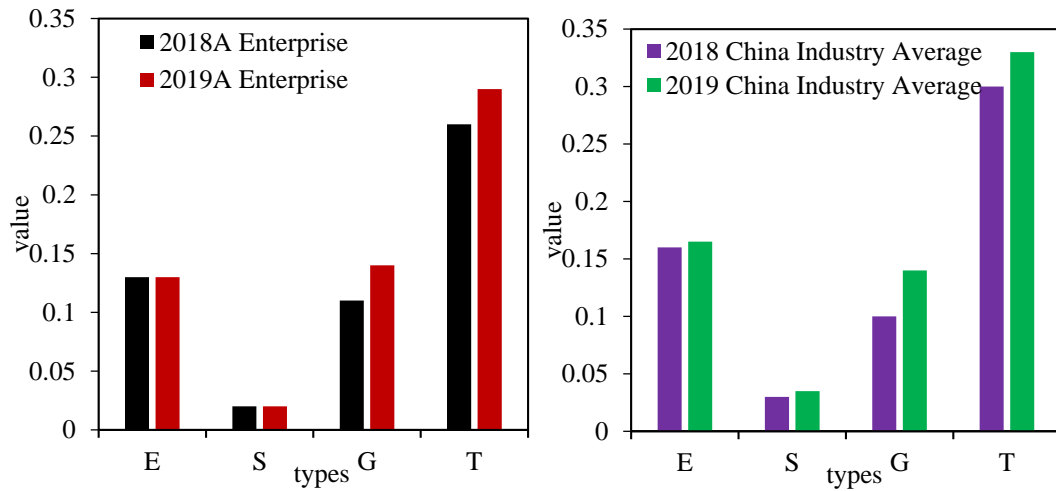 0.35
0.3
0.25
0.2
0.15
0.1
0.05
0
value
2018A Enterprise
2019A Enterprise
E S G T
types
0.35
0.3
0.25
0.2
0.15
0.1
0.05
0
value
2018 China Industry Average
2019 China Industry Average
E S G T
types